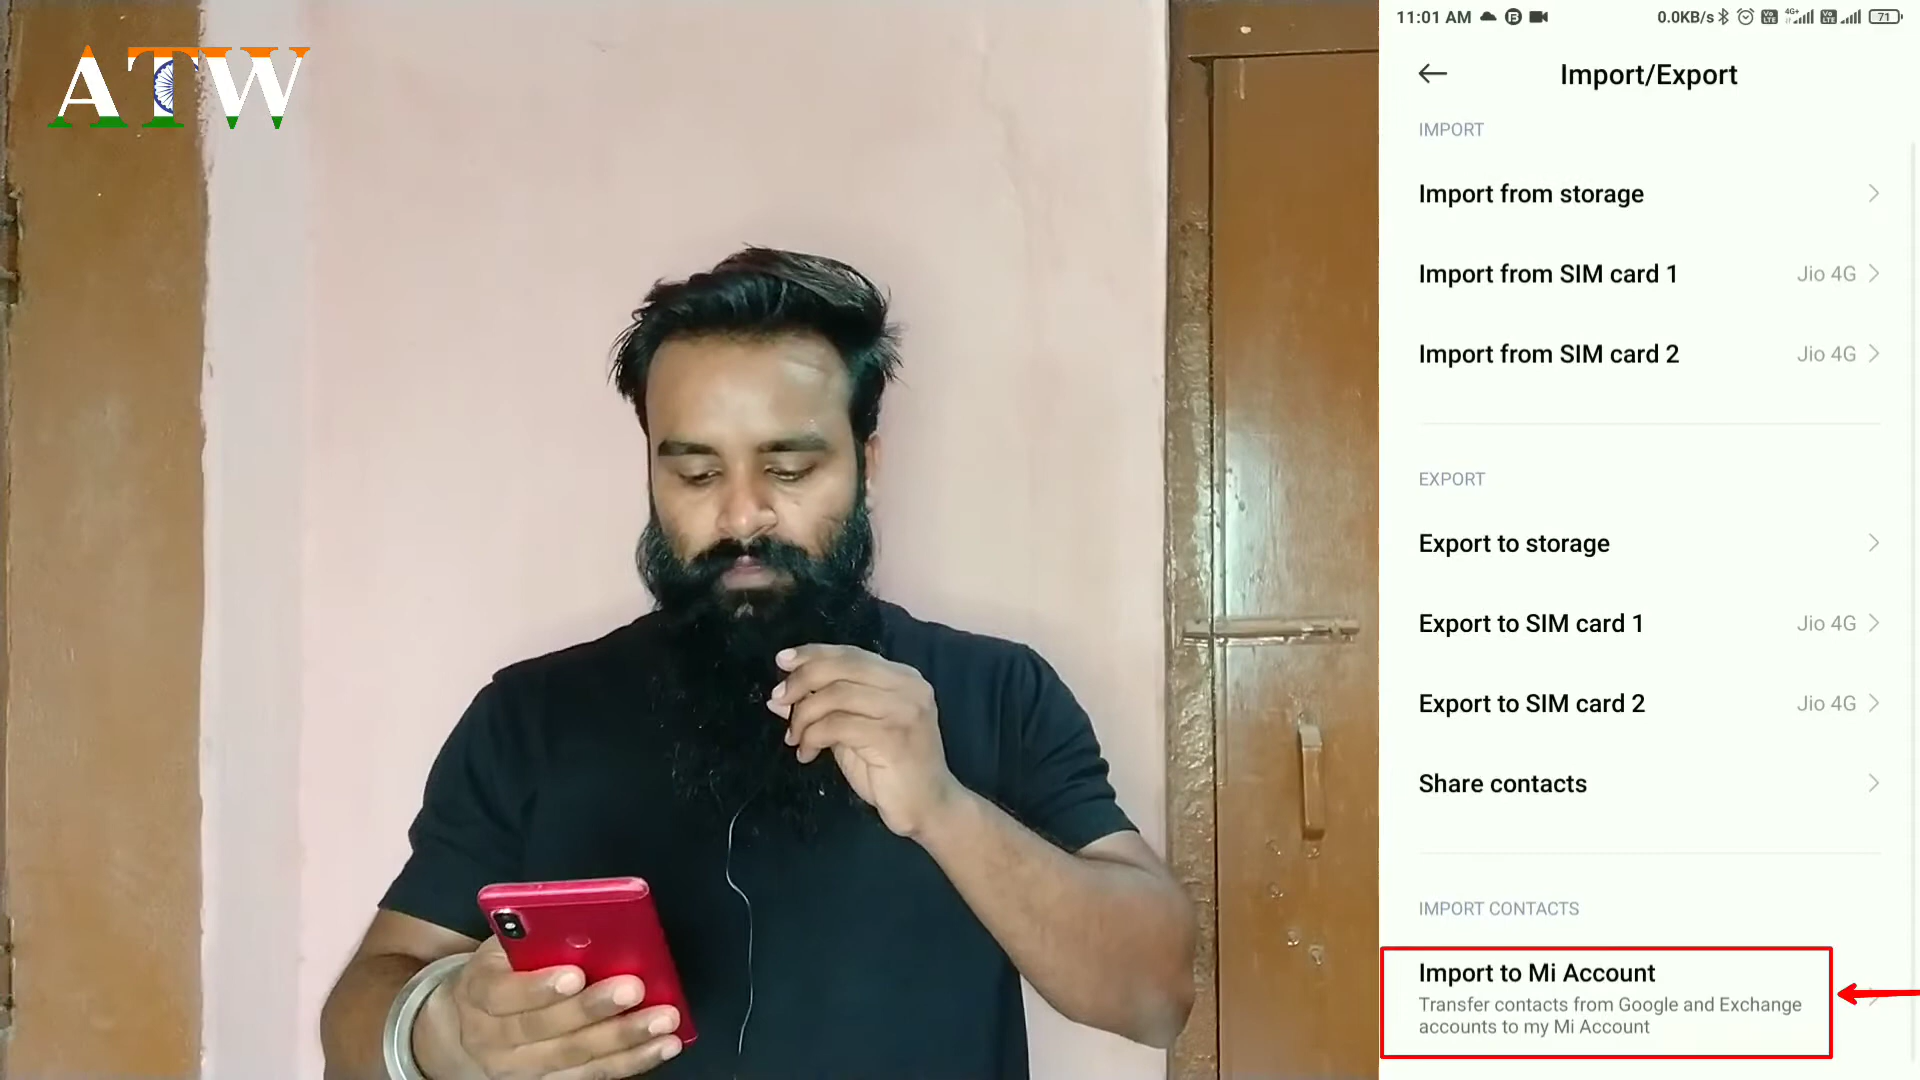 ATW
11:01 AM
0.0KB/s
4G+
71
Import/Export
IMPORT
Import from storage
Import from SIM card 1 Jio 4G
Import from SIM card 2 Jio 4G
EXPORT
Export to storage
Export to SIM card 1 Jio 4G
Export to SIM card 2 Jio 4G
Share contacts
IMPORT CONTACTS
Import to Mi Account
Transfer contacts from Google and Exchange
accounts to my Mi Account